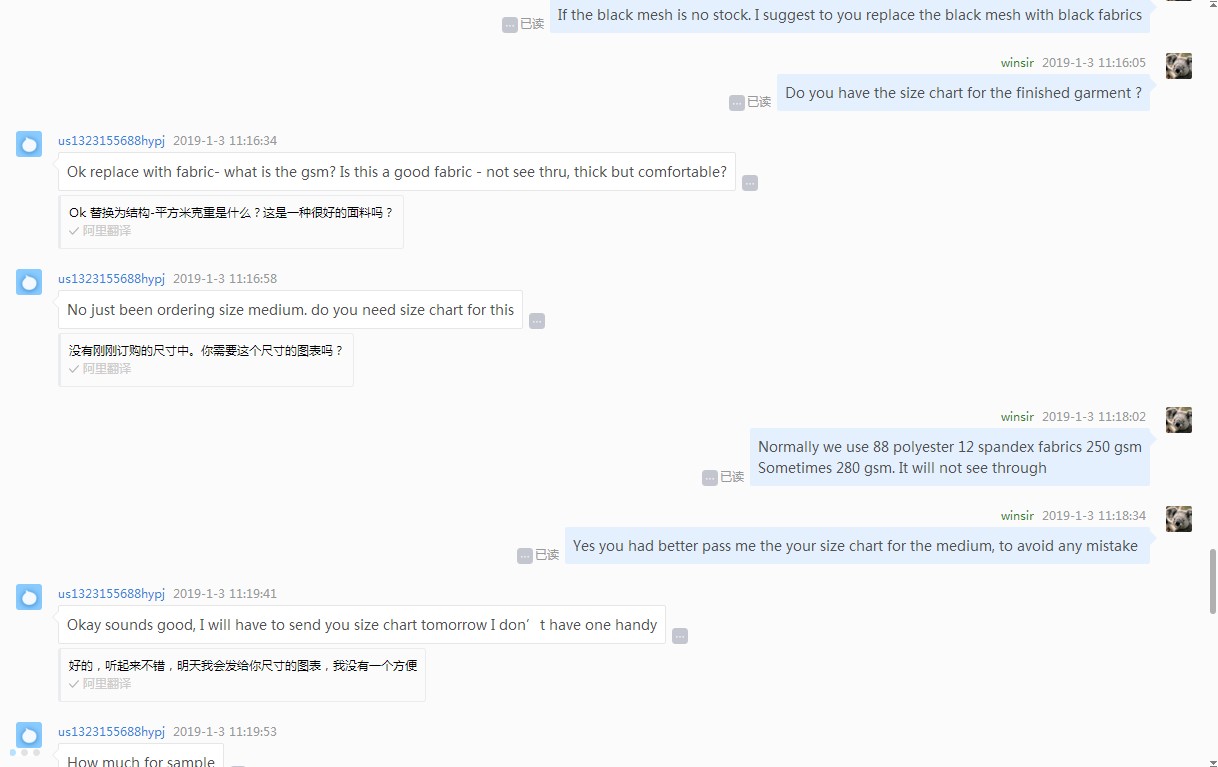 If the black mesh is no stock. I suggest to you replace the black mesh with black fabrics
已读
winsir 2019-1-3 11:16:05
Do you have the size chart for the finished garment ?
已读
us1323155688hypj 2019-1-3 11:16:34
Ok replace with fabric- what is the gsm? Is this a good fabric - not see thru, thick but comfortable?
Ok 替换为结构-平方米克重是什么？这是一种很好的面料吗？
阿里翻译
us1323155688hypj 2019-1-3 11:16:58
No just been ordering size medium. do you need size chart for this
没有刚刚订购的尺寸中。你需要这个尺寸的图表吗？
阿里翻译
winsir 2019-1-3 11:18:02
Normally we use 88 polyester 12 spandex fabrics 250 gsm
Sometimes 280 gsm. It will not see through
已读
winsir 2019-1-3 11:18:34
Yes you had better pass me the your size chart for the medium, to avoid any mistake
已读
us1323155688hypj 2019-1-3 11:19:41
Okay sounds good, I will have to send you size chart tomorrow I don’t have one handy
好的，听起来不错，明天我会发给你尺寸的图表，我没有一个方便
阿里翻译
us1323155688hypj 2019-1-3 11:19:53
How much for sample